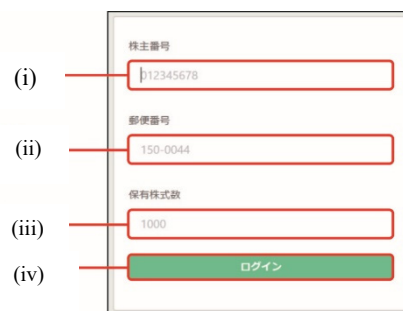 株主番号
(i) 012345678
郵便番号
(ii) 150-0044
保有株式数
(iii) 1000
(iv) ログイン